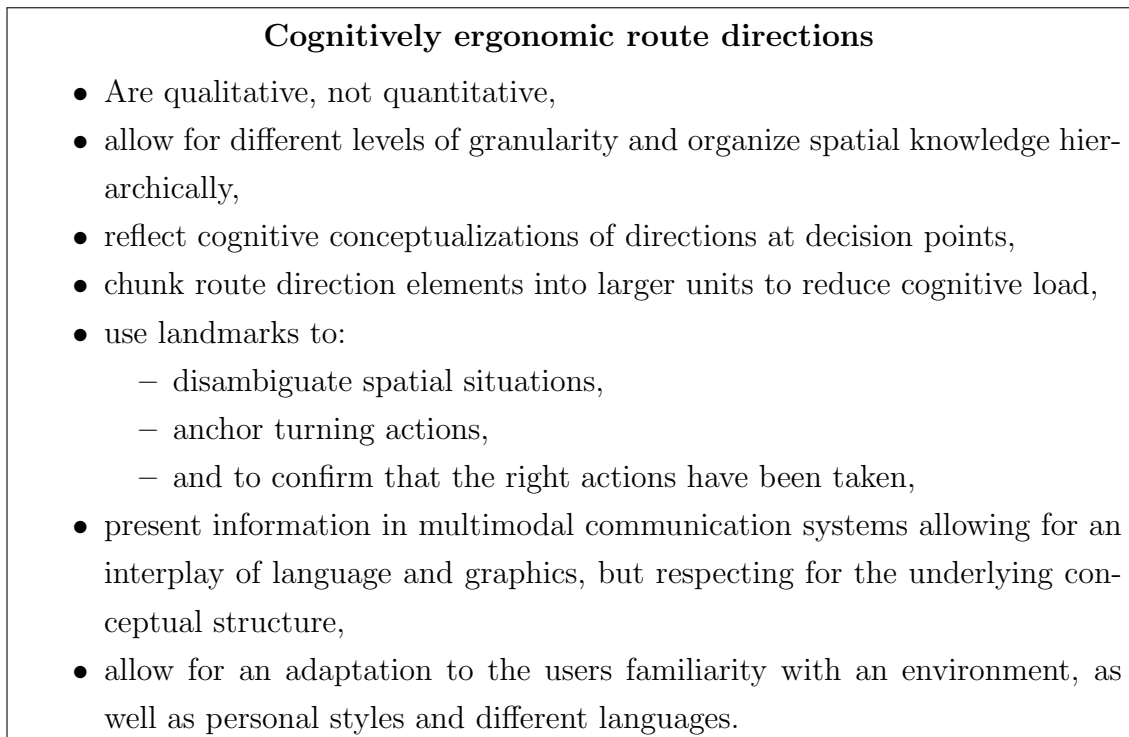 Cognitively ergonomic route directions
• Are qualitative, not quantitative,
• allow for different levels of granularity and organize spatial knowledge hier-
archically,
• reflect cognitive conceptualizations of directions at decision points,
• chunk route direction elements into larger units to reduce cognitive load,
• use landmarks to:
– disambiguate spatial situations,
– anchor turning actions,
– and to confirm that the right actions have been taken,
• present information in multimodal communication systems allowing for an
interplay of language and graphics, but respecting for the underlying con-
ceptual structure,
• allow for an adaptation to the users familiarity with an environment, as
well as personal styles and different languages.